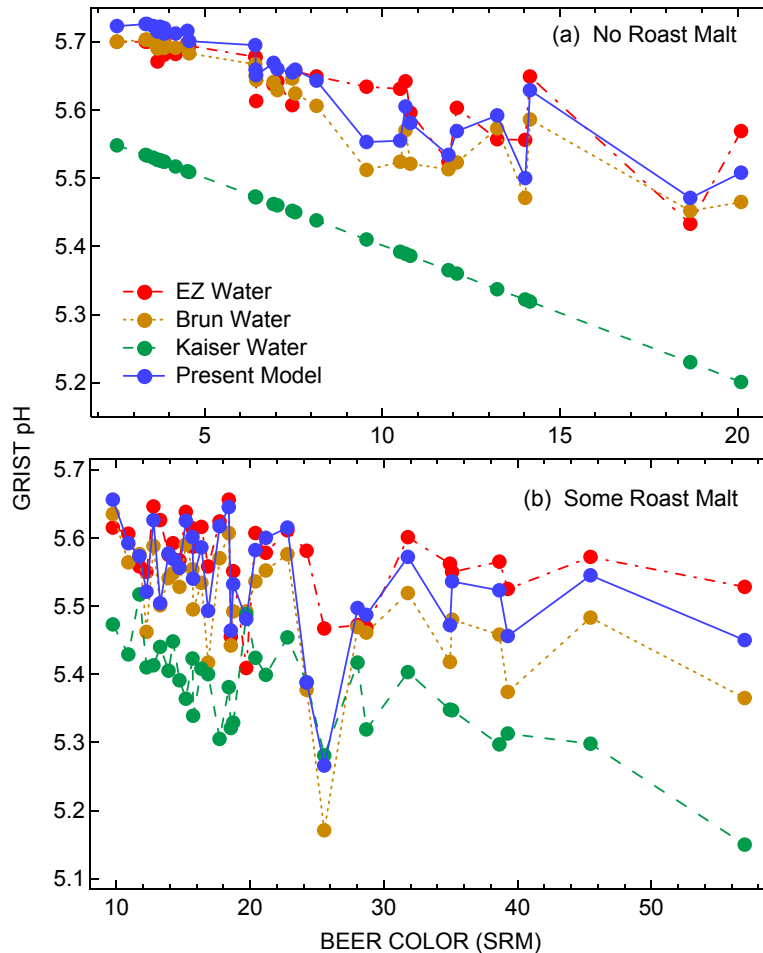 (a) No Roast Malt
5.7
5.6
5.5
5.4
5.3
5.2
EZ Water
Brun Water
Kaiser Water
Present Model
5
10
15
20
GRIST pH
(b) Some Roast Malt
5.7
5.6
5.5
5.4
5.3
5.2
5.1
10
20
30
40
50
BEER COLOR (SRM)